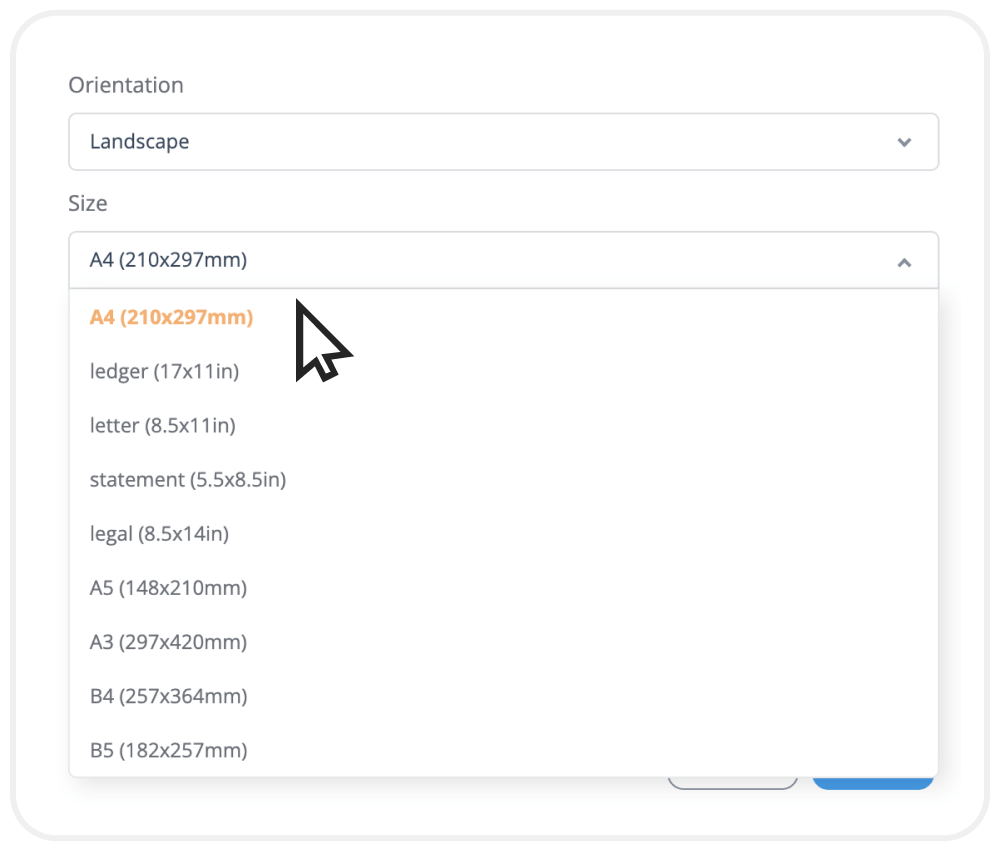 Orientation
Landscape
Size
A4 (210x297mm)
A4 (210x297mm)
ledger (17x11in)
letter (8.5x11in)
statement (5.5x8.5in)
legal (8.5x14in)
A5 (148x210mm)
A3 (297x420mm)
B4 (257x364mm)
B5 (182x257mm)